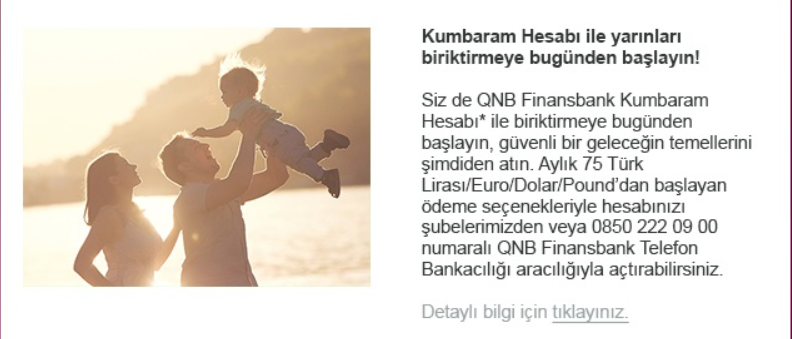 Kumbaram Hesabı ile yarınları
biriktirmeye bugünden başlayın!
Siz de QNB Finansbank Kumbaram
Hesabı* ile biriktirmeye bugünden
başlayın, güvenli bir geleceğin temellerini
şimdiden atın. Aylık 75 Türk
Lirası/Euro/Dolar/Pound’dan başlayan
ödeme seçenekleriyle hesabınızı
şubelerimizden veya 0850 222 09 00
numaralı QNB Finansbank Telefon
Bankacılığı aracılığıyla açtırabilirsiniz.
Detaylı bilgi için tıklayınız.